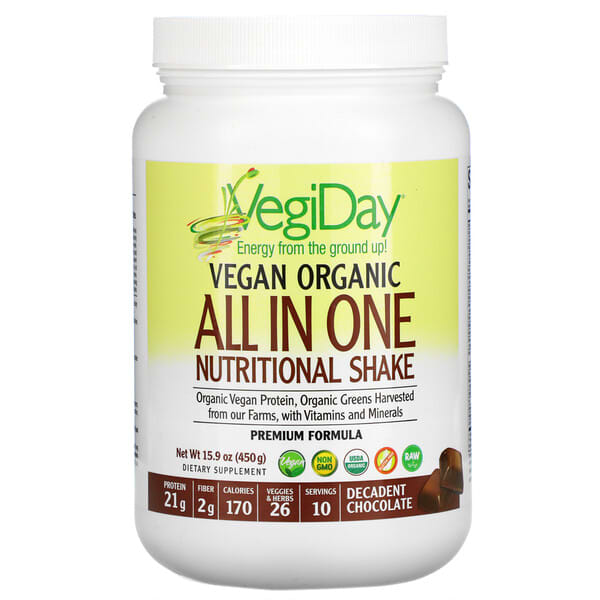 VegiDay®
Energy from the ground up!
VEGAN ORGANIC
ALL IN ONE
NUTRITIONAL SHAKE
Organic Vegan Protein, Organic Greens Harvested
from our Farms, with Vitamins and Minerals
PREMIUM FORMULA
Net Wt 15.9 oz (450g)
DIETARY SUPPLEMENT
Vegan
NON
GMO
USDA
ORGANIC
RAW
PROTEIN
21g
FIBER
2g
CALORIES
170
VEGGIES
& HERBS
26
SERVINGS
10
DECADENT
CHOCOLATE